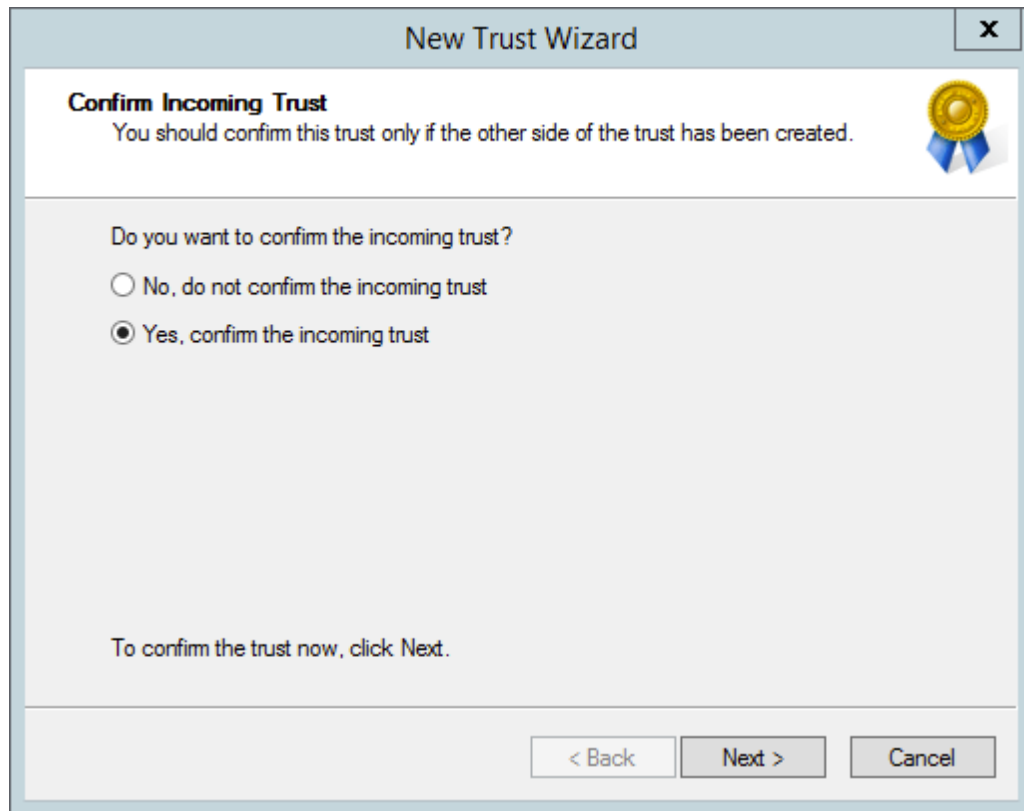 New Trust Wizard
x
Confirm Incoming Trust
You should confirm this trust only if the other side of the trust has been created.
Do you want to confirm the incoming trust?
No, do not confirm the incoming trust
Yes, confirm the incoming trust
To confirm the trust now, click Next.
< Back Next > Cancel